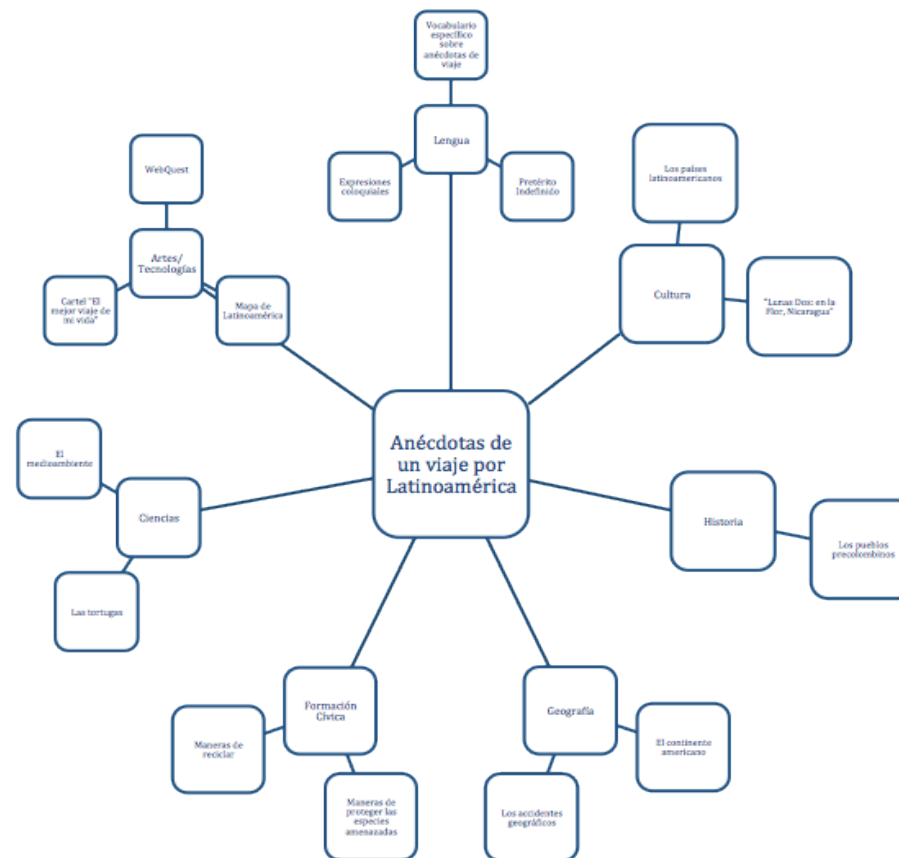 Vocabulario
específico
sobre
anécdotas de
viaje
Lengua
Expresiones
coloquiales
Pretérito
Indefinido
WebQuest
Artes/
Tecnologías
Cartel "El
mejor viaje de
mi vida"
Mapa de
Latinoamérica
Los países
latinoamericanos
Cultura
"Lunas Dos: en la
Flor, Nicaragua"
Anécdotas de
un viaje por
Latinoamérica
El
medioambiente
Ciencias
Las tortugas
Historia
Los pueblos
precolombinos
Formación
Cívica
Maneras de
reciclar
Maneras de
proteger las
especies
amenazadas
Geografía
El continente
americano
Los accidentes
geográficos